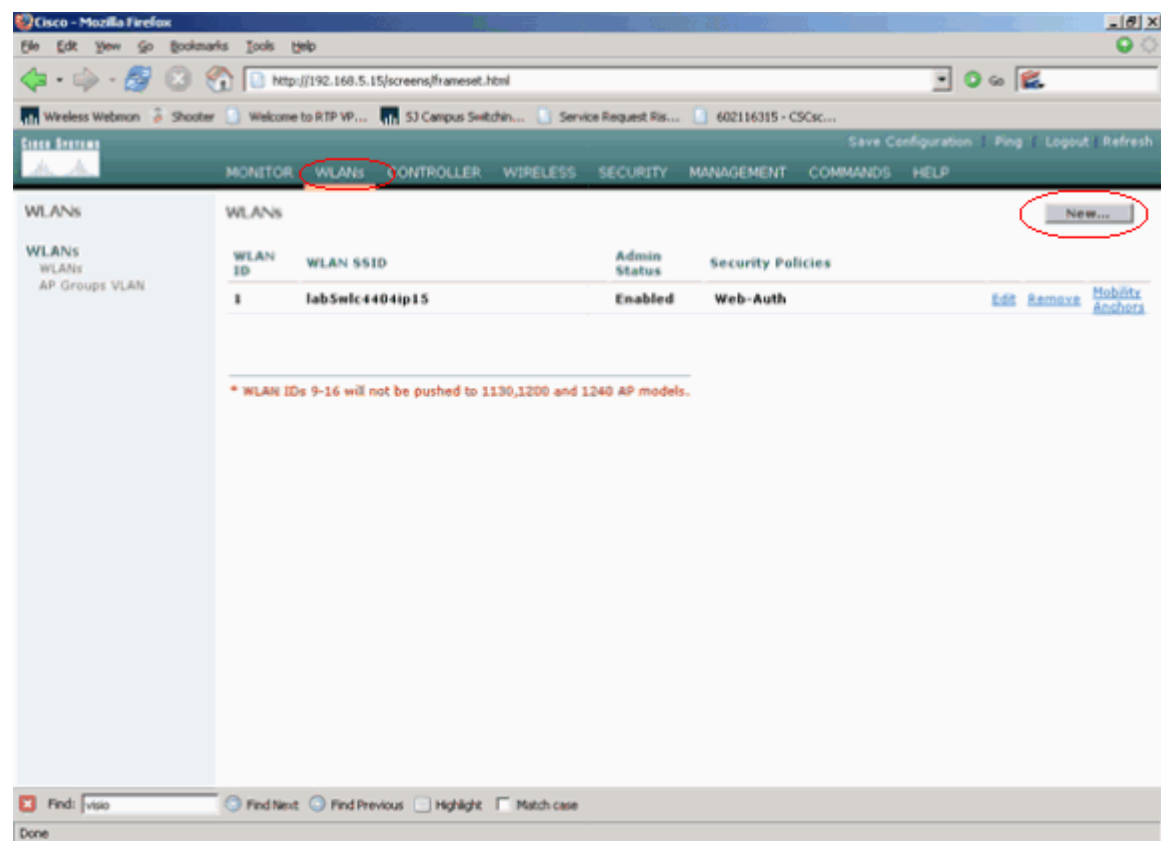 Cisco - Mozilla Firefox
File Edit View Go Bookmarks Tools Help
http://192.168.5.15/screens/frameset.html
Go
Wireless Webmon Shooter Welcome to RTP VP... SJ Campus Switchin... Service Request Ris... 602116315 - CSCsc...
CISCO SYSTEMS
Save Configuration | Ping | Logout | Refresh
MONITOR WLANs CONTROLLER WIRELESS SECURITY MANAGEMENT COMMANDS HELP
WLANs
WLANs
WLANs
AP Groups VLAN
WLANs
New...
WLAN ID WLAN SSID Admin Status Security Policies
1 lab5wlc4404ip15 Enabled Web-Auth Edit Remove Mobility Anchors
* WLAN IDs 9-16 will not be pushed to 1130,1200 and 1240 AP models.
Find: visio Find Next Find Previous Highlight Match case
Done